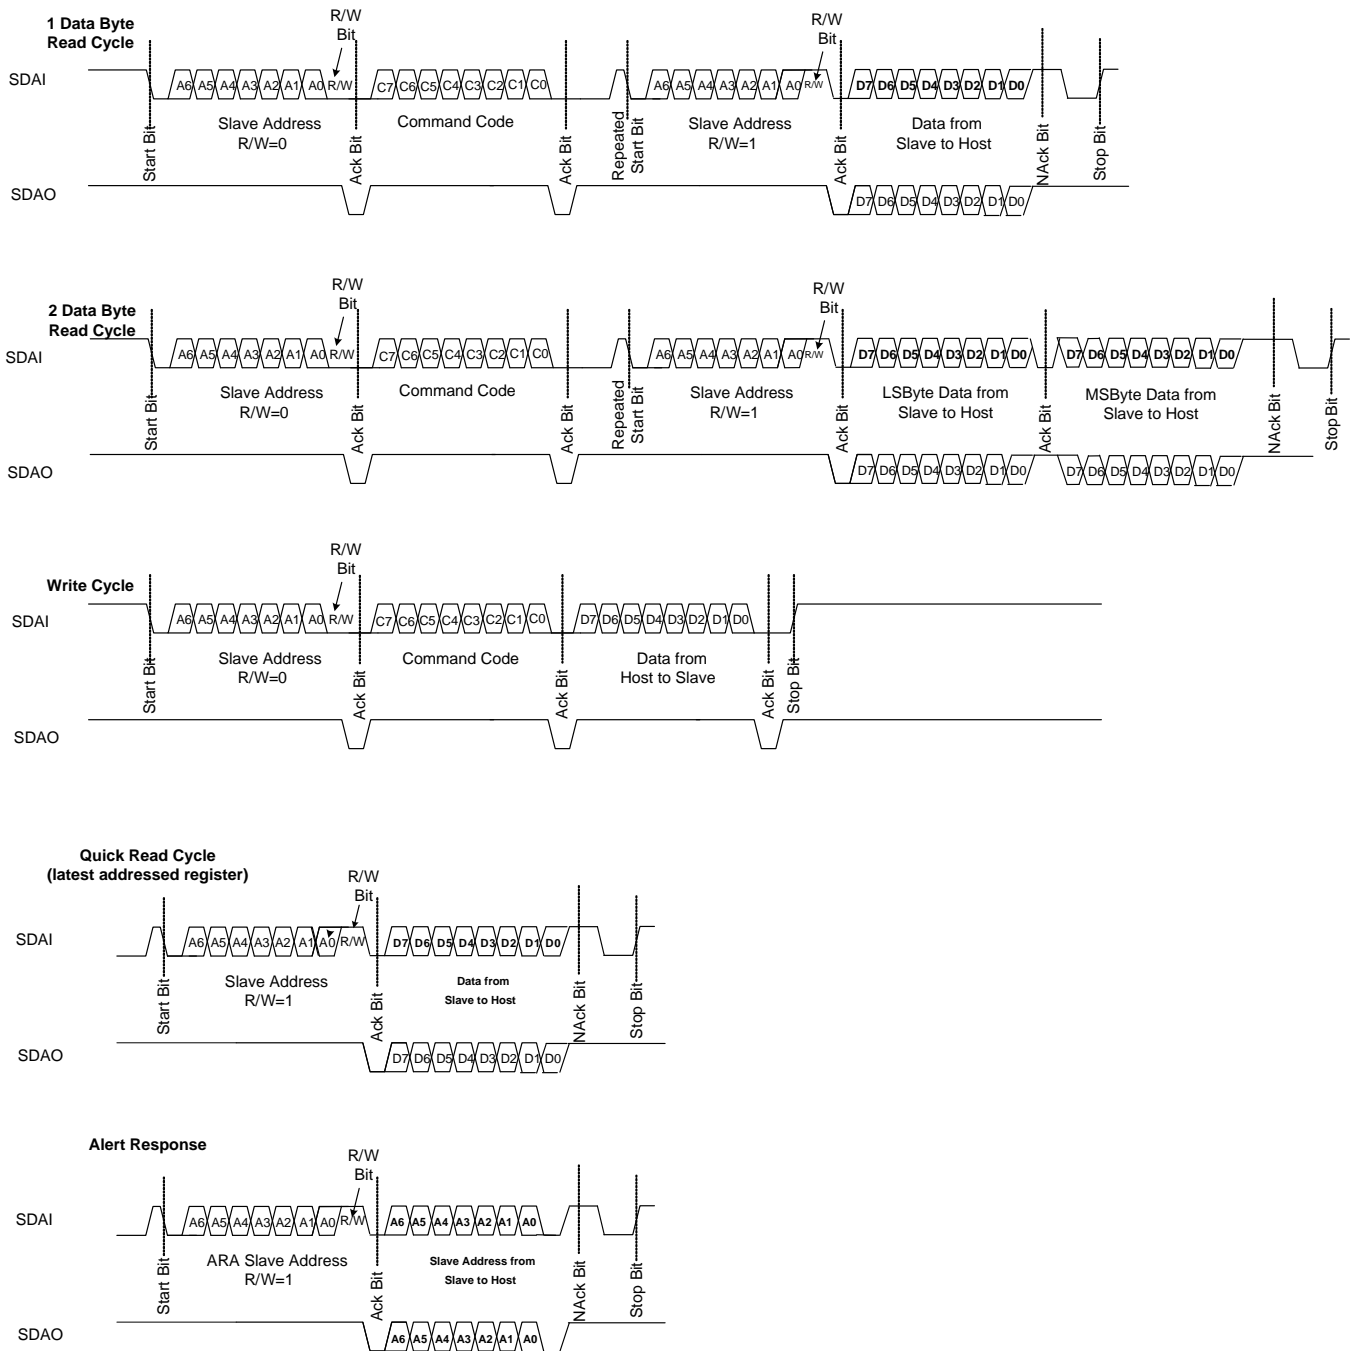 1 Data Byte
Read Cycle
R/W
Bit
R/W
Bit
SDAI
A6 A5 A4 A3 A2 A1 A0 R/W C7 C6 C5 C4 C3 C2 C1 C0 A6 A5 A4 A3 A2 A1 A0 R/W D7 D6 D5 D4 D3 D2 D1 D0
Start Bit
Slave Address
R/W=0
Ack Bit
Command Code
Ack Bit
Repeated
Start Bit
Slave Address
R/W=1
Ack Bit
Data from
Slave to Host
NAck Bit
Stop Bit
SDAO
D7 D6 D5 D4 D3 D2 D1 D0
2 Data Byte
Read Cycle
R/W
Bit
R/W
Bit
SDAI
A6 A5 A4 A3 A2 A1 A0 R/W C7 C6 C5 C4 C3 C2 C1 C0 A6 A5 A4 A3 A2 A1 A0 R/W D7 D6 D5 D4 D3 D2 D1 D0 D7 D6 D5 D4 D3 D2 D1 D0
Start Bit
Slave Address
R/W=0
Ack Bit
Command Code
Ack Bit
Repeated
Start Bit
Slave Address
R/W=1
Ack Bit
LSByte Data from
Slave to Host
Ack Bit
MSByte Data from
Slave to Host
NAck Bit
Stop Bit
SDAO
D7 D6 D5 D4 D3 D2 D1 D0 D7 D6 D5 D4 D3 D2 D1 D0
Write Cycle
R/W
Bit
SDAI
A6 A5 A4 A3 A2 A1 A0 R/W C7 C6 C5 C4 C3 C2 C1 C0 D7 D6 D5 D4 D3 D2 D1 D0
Start Bit
Slave Address
R/W=0
Ack Bit
Command Code
Ack Bit
Data from
Host to Slave
Ack Bit
Stop Bit
SDAO
Quick Read Cycle
(latest addressed register)
R/W
Bit
SDAI
A6 A5 A4 A3 A2 A1 A0 R/W D7 D6 D5 D4 D3 D2 D1 D0
Start Bit
Slave Address
R/W=1
Ack Bit
Data from
Slave to Host
NAck Bit
Stop Bit
SDAO
D7 D6 D5 D4 D3 D2 D1 D0
Alert Response
R/W
Bit
SDAI
A6 A5 A4 A3 A2 A1 A0 R/W A6 A5 A4 A3 A2 A1 A0
Start Bit
ARA Slave Address
R/W=1
Ack Bit
Slave Address from
Slave to Host
NAck Bit
Stop Bit
SDAO
A6 A5 A4 A3 A2 A1 A0